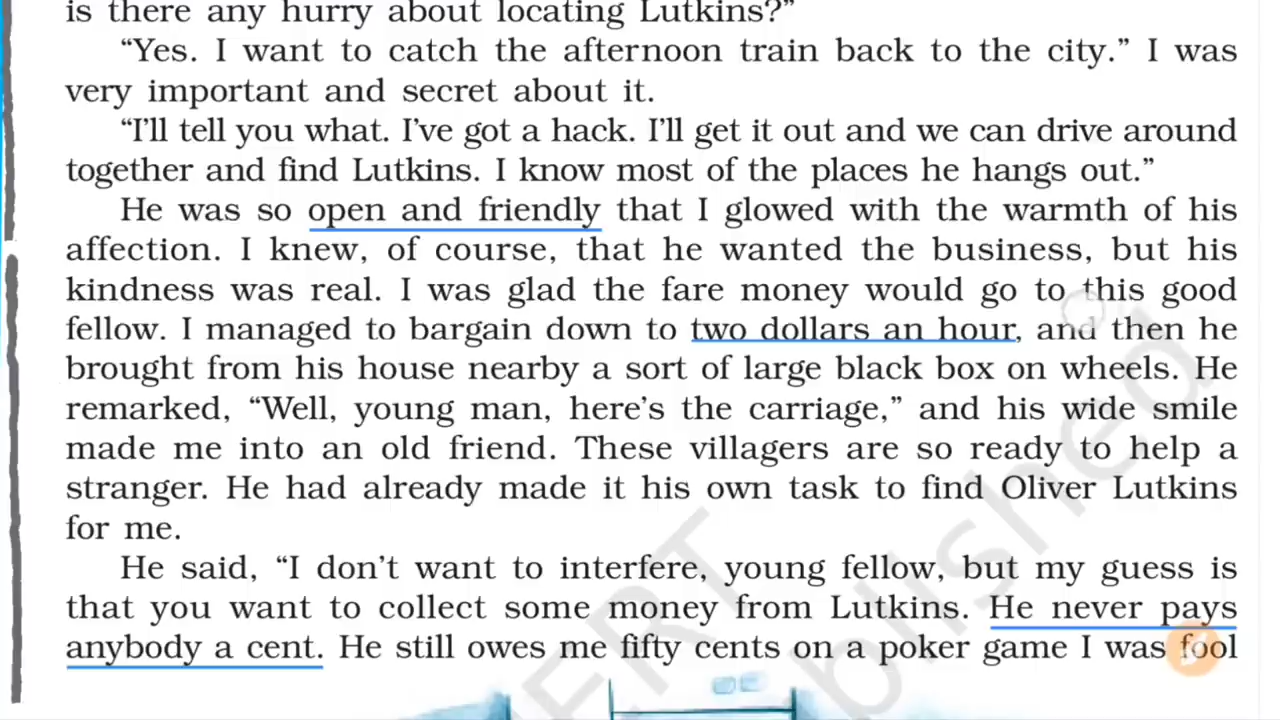 is there any hurry about locating Lutkins?”
“Yes. I want to catch the afternoon train back to the city.” I was
very important and secret about it.
“I’ll tell you what. I’ve got a hack. I’ll get it out and we can drive around
together and find Lutkins. I know most of the places he hangs out.”
He was so open and friendly that I glowed with the warmth of his
affection. I knew, of course, that he wanted the business, but his
kindness was real. I was glad the fare money would go to this good
fellow. I managed to bargain down to two dollars an hour, and then he
brought from his house nearby a sort of large black box on wheels. He
remarked, “Well, young man, here’s the carriage,” and his wide smile
made me into an old friend. These villagers are so ready to help a
stranger. He had already made it his own task to find Oliver Lutkins
for me.
He said, “I don’t want to interfere, young fellow, but my guess is
that you want to collect some money from Lutkins. He never pays
anybody a cent. He still owes me fifty cents on a poker game I was fool